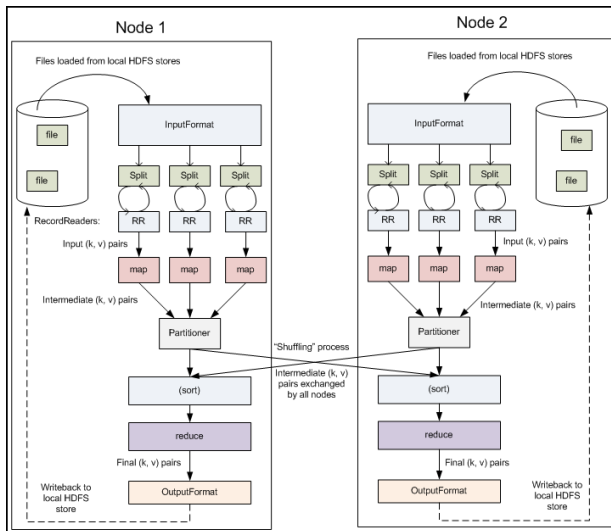 Node 1
Node 2
Files loaded from local HDFS stores
Files loaded from local HDFS stores
InputFormat
InputFormat
file
file
file
file
Split
Split
Split
Split
Split
Split
RecordReaders:
RR
RR
RR
RR
RR
RR
Input (k, v) pairs
Input (k, v) pairs
map
map
map
map
map
map
Intermediate (k, v) pairs
Intermediate (k, v) pairs
Partitioner
Partitioner
"Shuffling" process
Intermediate (k, v)
pairs exchanged
by all nodes
(sort)
(sort)
reduce
reduce
Final (k, v) pairs
Final (k, v) pairs
Writeback to
local HDFS
store
OutputFormat
OutputFormat
Writeback to
local HDFS
store